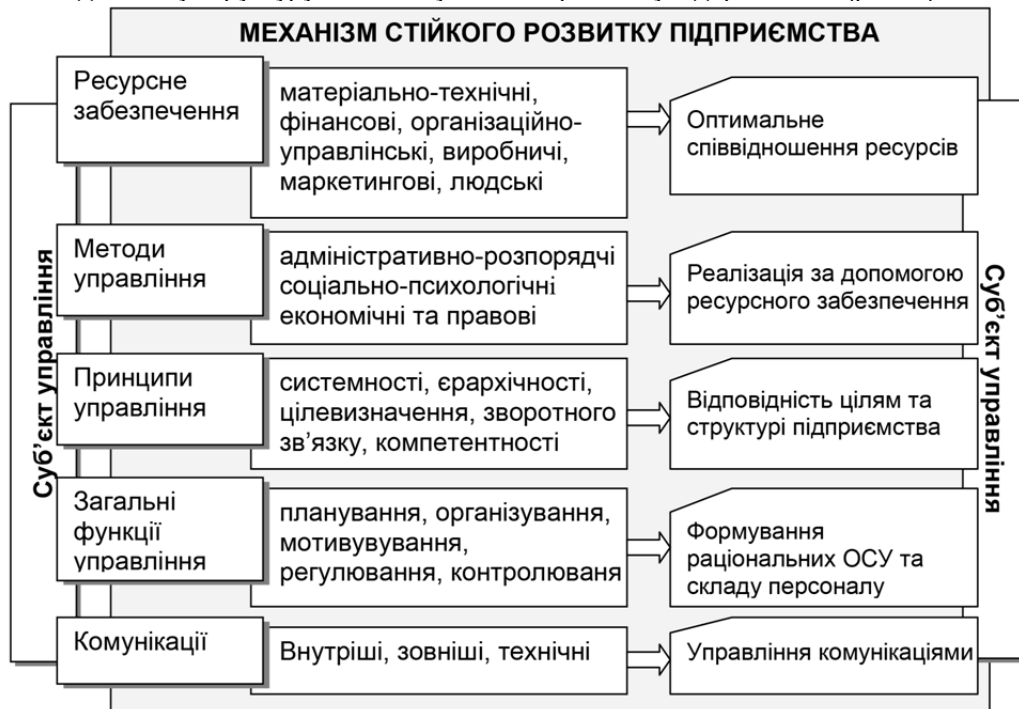 МЕХАНІЗМ СТІЙКОГО РОЗВИТКУ ПІДПРИЄМСТВА
Суб’єкт управління
Ресурсне
забезпечення
матеріально-технічні,
фінансові, організаційно-
управлінські, виробничі,
маркетингові, людські
Оптимальне
співвідношення ресурсів
Методи
управління
адміністративно-розпорядчі
соціально-психологічні
економічні та правові
Реалізація за допомогою
ресурсного забезпечення
Принципи
управління
системності, єрархічності,
цілевизначення, зворотного
зв’язку, компетентності
Відповідність цілям та
структурі підприємства
Загальні
функції
управління
планування, організування,
мотивувування,
регулювання, контролюваня
Формування
раціональних ОСУ та
складу персоналу
Комунікації
Внутріші, зовніші, технічні
Управління комунікаціями
Суб’єкт управління